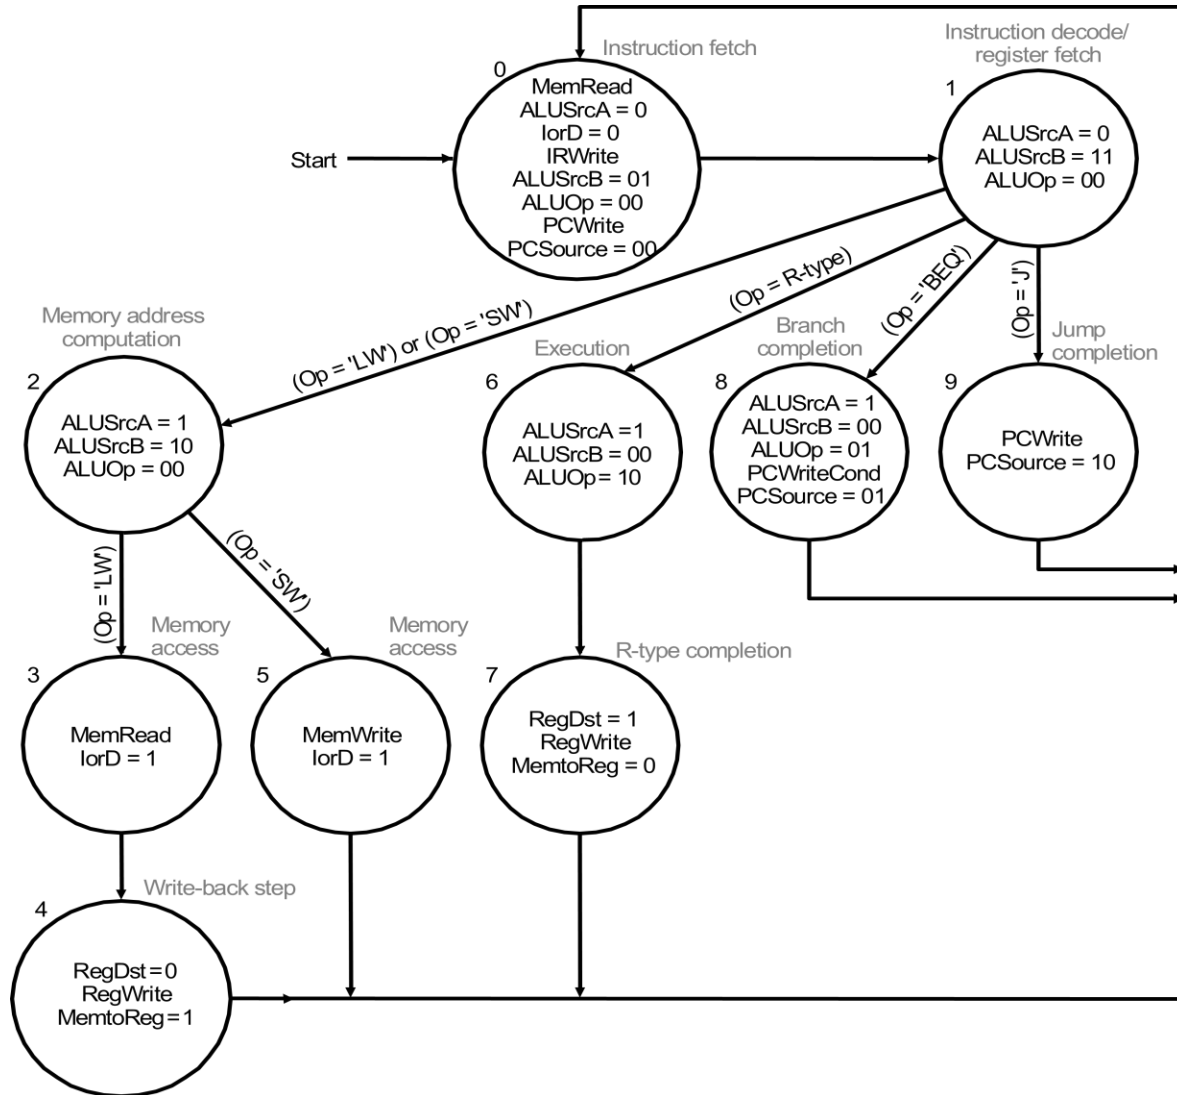 Instruction fetch
0
MemRead
ALUSrcA = 0
IorD = 0
IRWrite
ALUSrcB = 01
ALUOp = 00
PCWrite
PCSource = 00
Start
Instruction decode/
register fetch
1
ALUSrcA = 0
ALUSrcB = 11
ALUOp = 00
(Op = 'LW') or (Op = 'SW')
(Op = R-type)
(Op = 'BEQ')
(Op = 'J')
Memory address
computation
2
ALUSrcA = 1
ALUSrcB = 10
ALUOp = 00
Execution
6
ALUSrcA =1
ALUSrcB = 00
ALUOp= 10
Branch
completion
8
ALUSrcA = 1
ALUSrcB = 00
ALUOp = 01
PCWriteCond
PCSource = 01
Jump
completion
9
PCWrite
PCSource = 10
(Op = 'LW')
(Op = 'SW')
Memory
access
3
MemRead
IorD = 1
Memory
access
5
MemWrite
IorD = 1
R-type completion
7
RegDst = 1
RegWrite
MemtoReg = 0
Write-back step
4
RegDst=0
RegWrite
MemtoReg=1